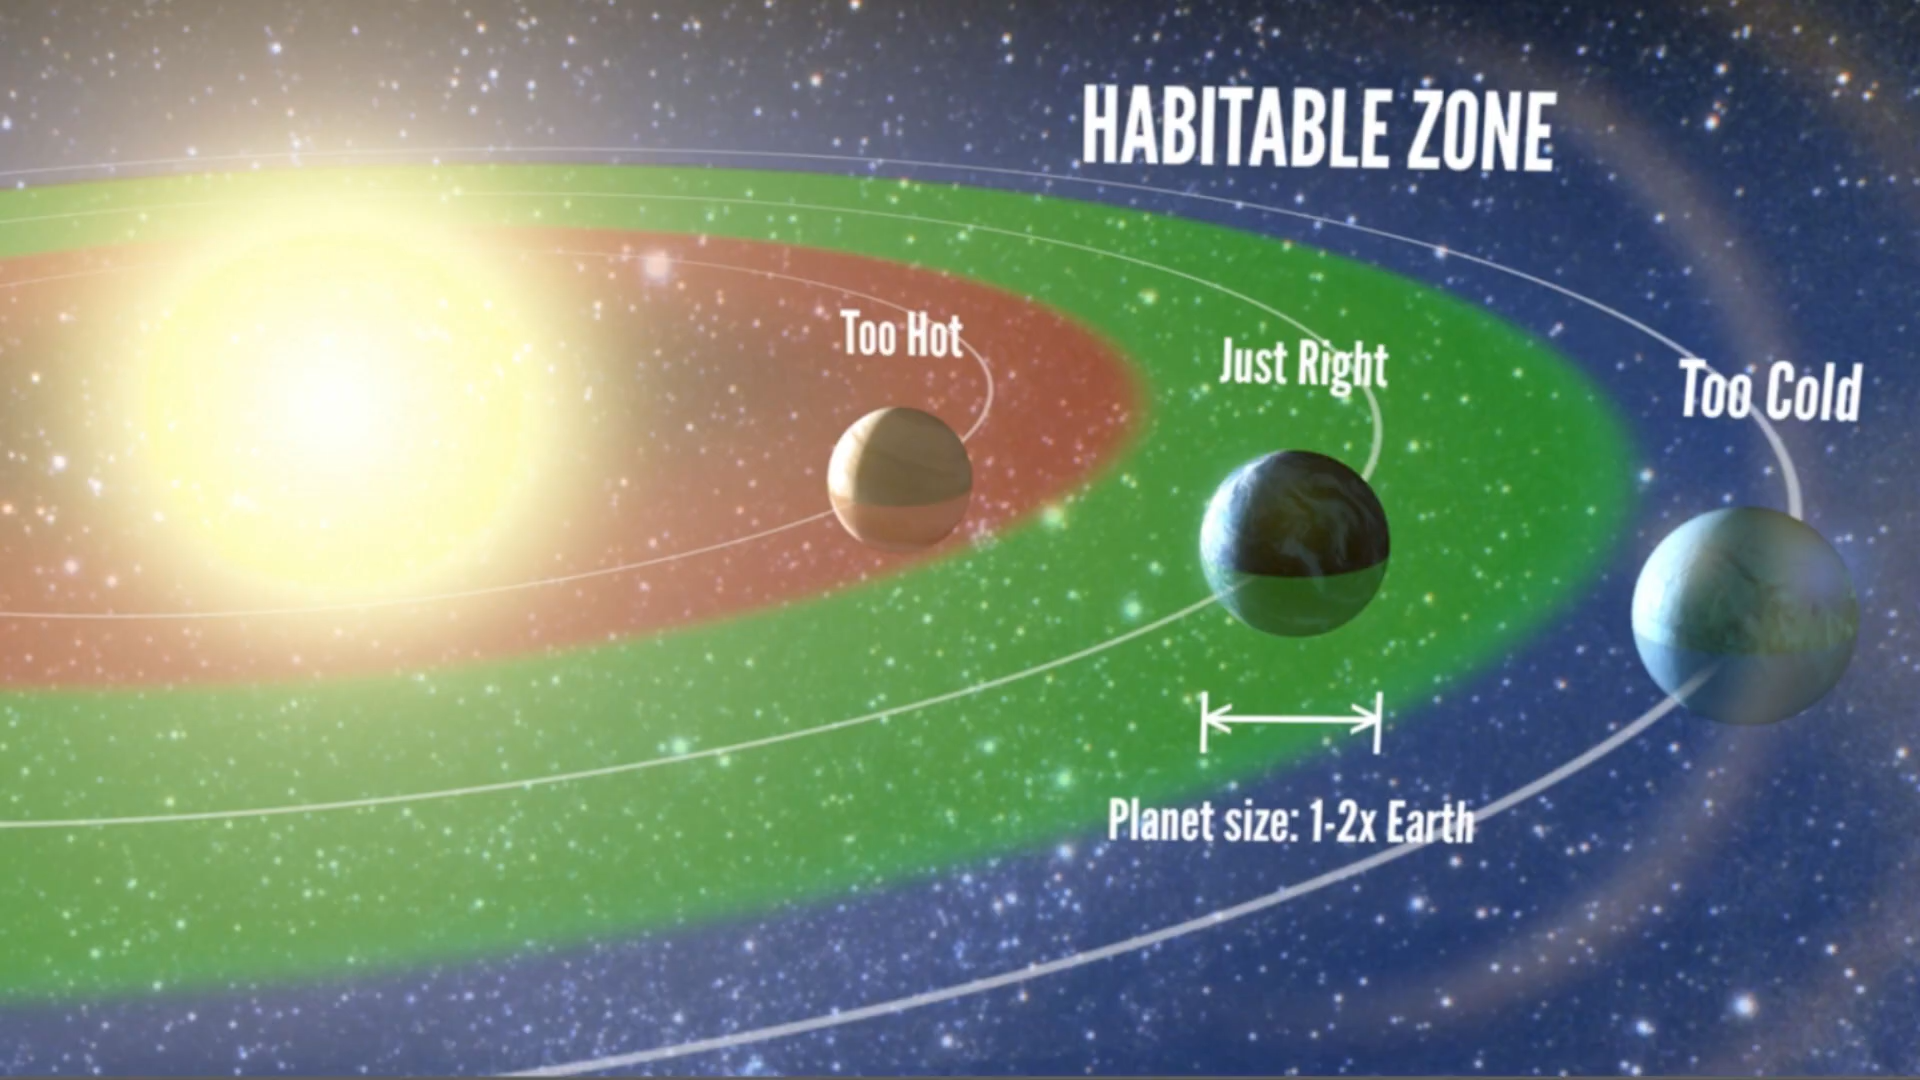 HABITABLE ZONE
Too Hot
Just Right
Too Cold
Planet size: 1-2x Earth